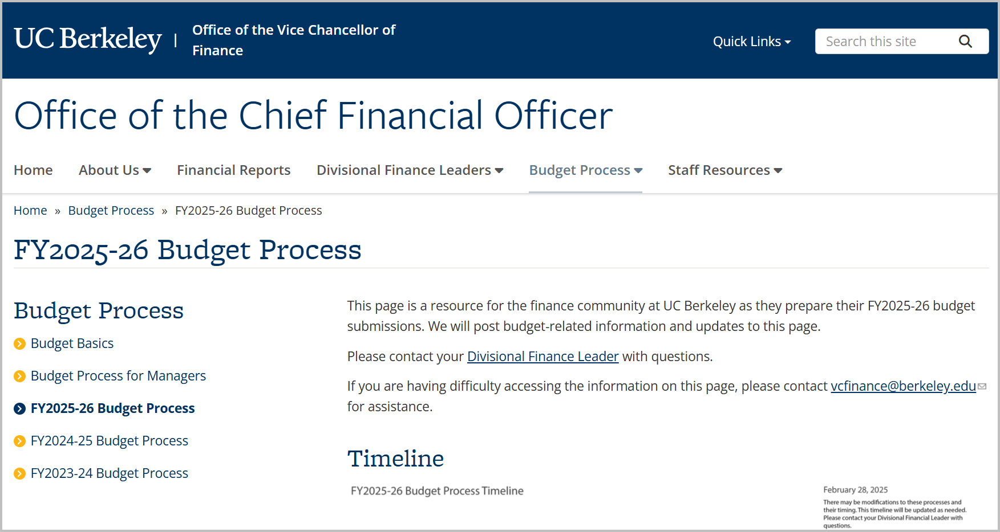 UC Berkeley | Office of the Vice Chancellor of
Finance
Quick Links
Search this site
Office of the Chief Financial Officer
Home About Us Financial Reports Divisional Finance Leaders Budget Process Staff Resources
Home » Budget Process » FY2025-26 Budget Process
FY2025-26 Budget Process
Budget Process
Budget Basics
Budget Process for Managers
FY2025-26 Budget Process
FY2024-25 Budget Process
FY2023-24 Budget Process
This page is a resource for the finance community at UC Berkeley as they prepare their FY2025-26 budget
submissions. We will post budget-related information and updates to this page.
Please contact your Divisional Finance Leader with questions.
If you are having difficulty accessing the information on this page, please contact vcfinance@berkeley.edu
for assistance.
Timeline
FY2025-26 Budget Process Timeline
February 28, 2025
There may be modifications to these processes and
their timing. This timeline will be updated as needed.
Please contact your Divisional Financial Leader with
questions.